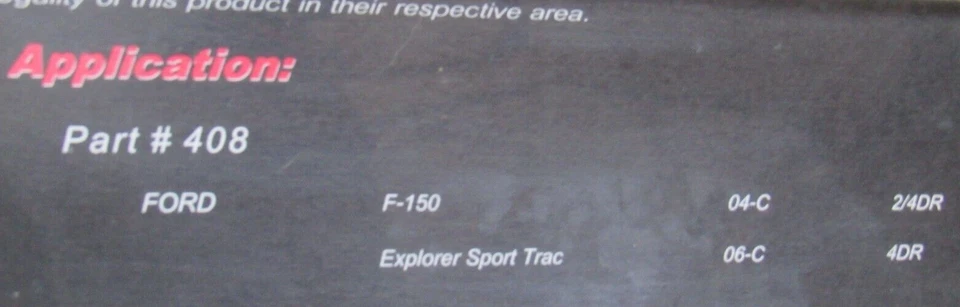 of this product in their respective area.
Application:
Part # 408
FORD F-150 04-C 2/4DR
Explorer Sport Trac 06-C 4DR